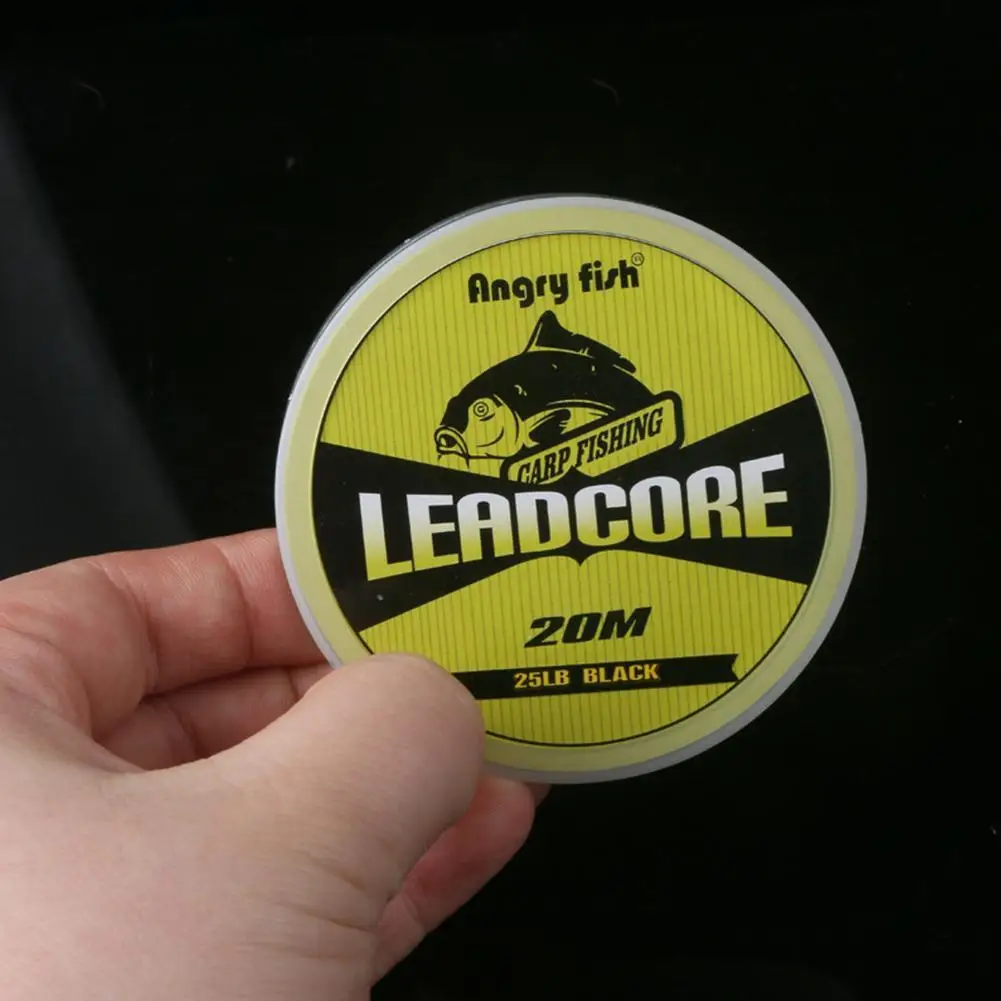 Angry fish®
CARP FISHING
LEADCORE
20M
25LB BLACK